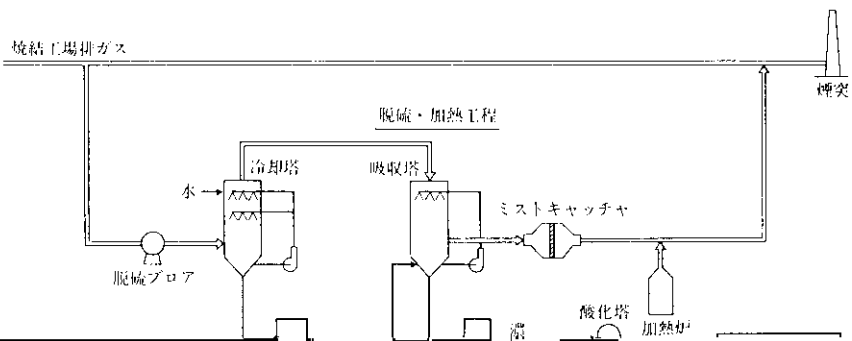 焼結工場排ガス
煙突
脱硫・加熱工程
冷却塔
吸収塔
水
ミストキャッチャ
脱硫ブロア
酸化塔
加熱炉
濃